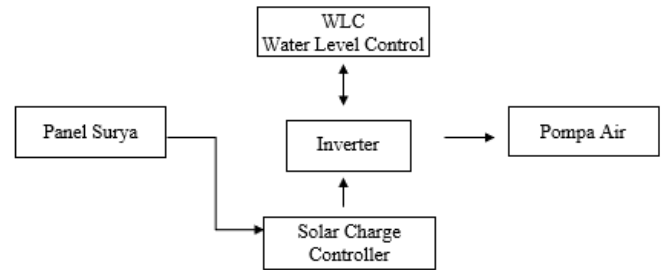 WLC
Water Level Control
Panel Surya
Inverter
Pompa Air
Solar Charge
Controller